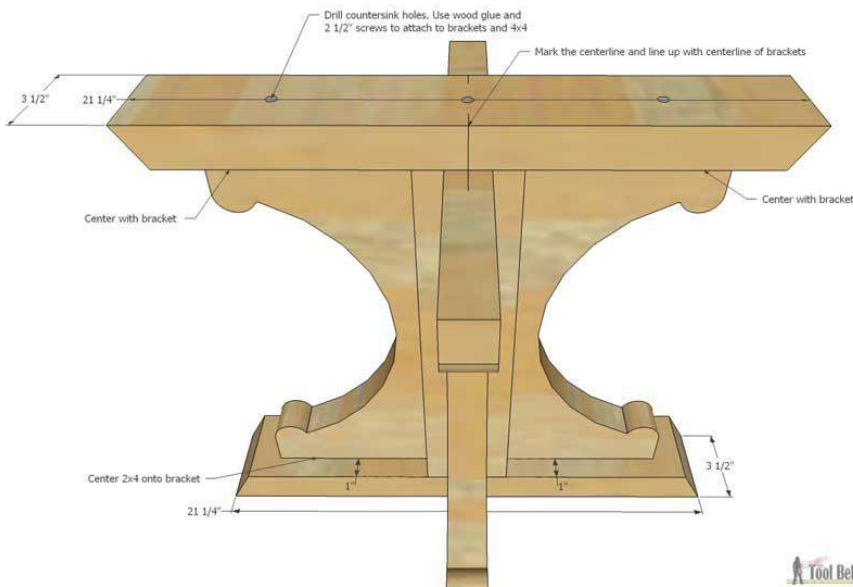 Drill countersink holes. Use wood glue and
2 1/2" screws to attach to brackets and 4x4
Mark the centerline and line up with centerline of brackets
3 1/2"
21 1/4"
Center with bracket
Center with bracket
Center 2x4 onto bracket
1"
1"
3 1/2"
21 1/4"
Tool Bel